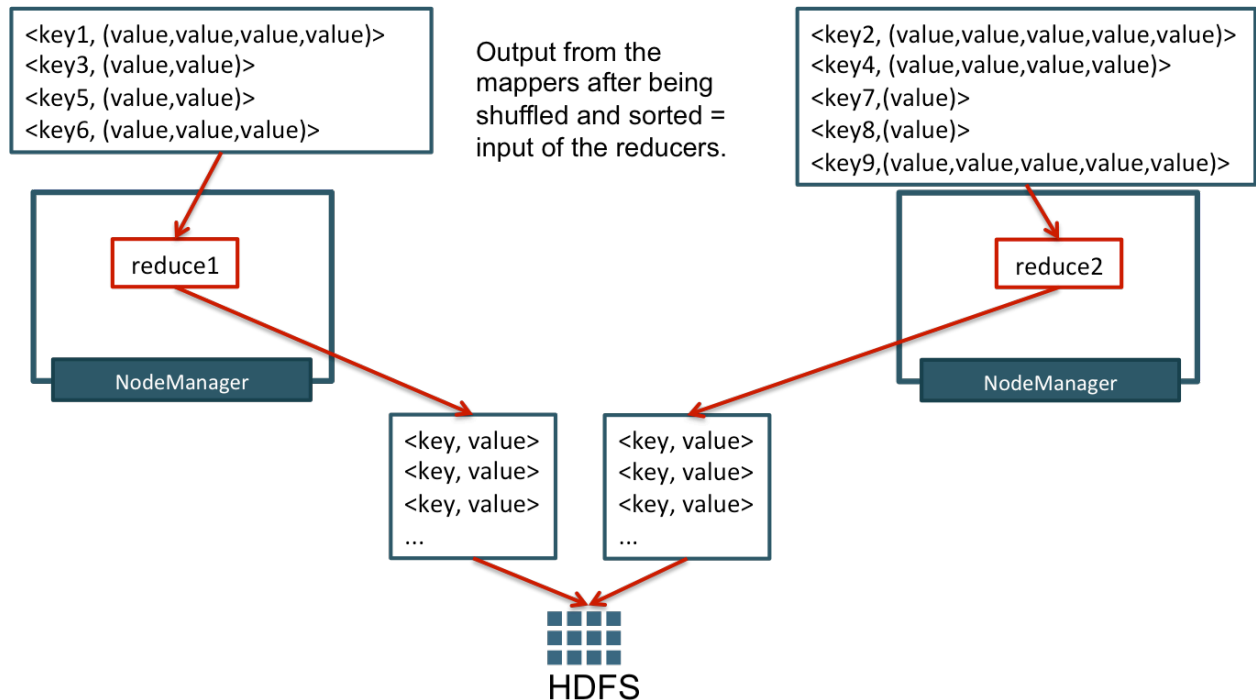 <key1, (value,value,value,value)>
<key3, (value,value)>
<key5, (value,value)>
<key6, (value,value,value)>
Output from the
mappers after being
shuffled and sorted =
input of the reducers.
<key2, (value,value,value,value,value)>
<key4, (value,value,value,value)>
<key7,(value)>
<key8,(value)>
<key9,(value,value,value,value,value)>
reduce1
reduce2
NodeManager
NodeManager
<key, value>
<key, value>
<key, value>
...
<key, value>
<key, value>
<key, value>
...
HDFS